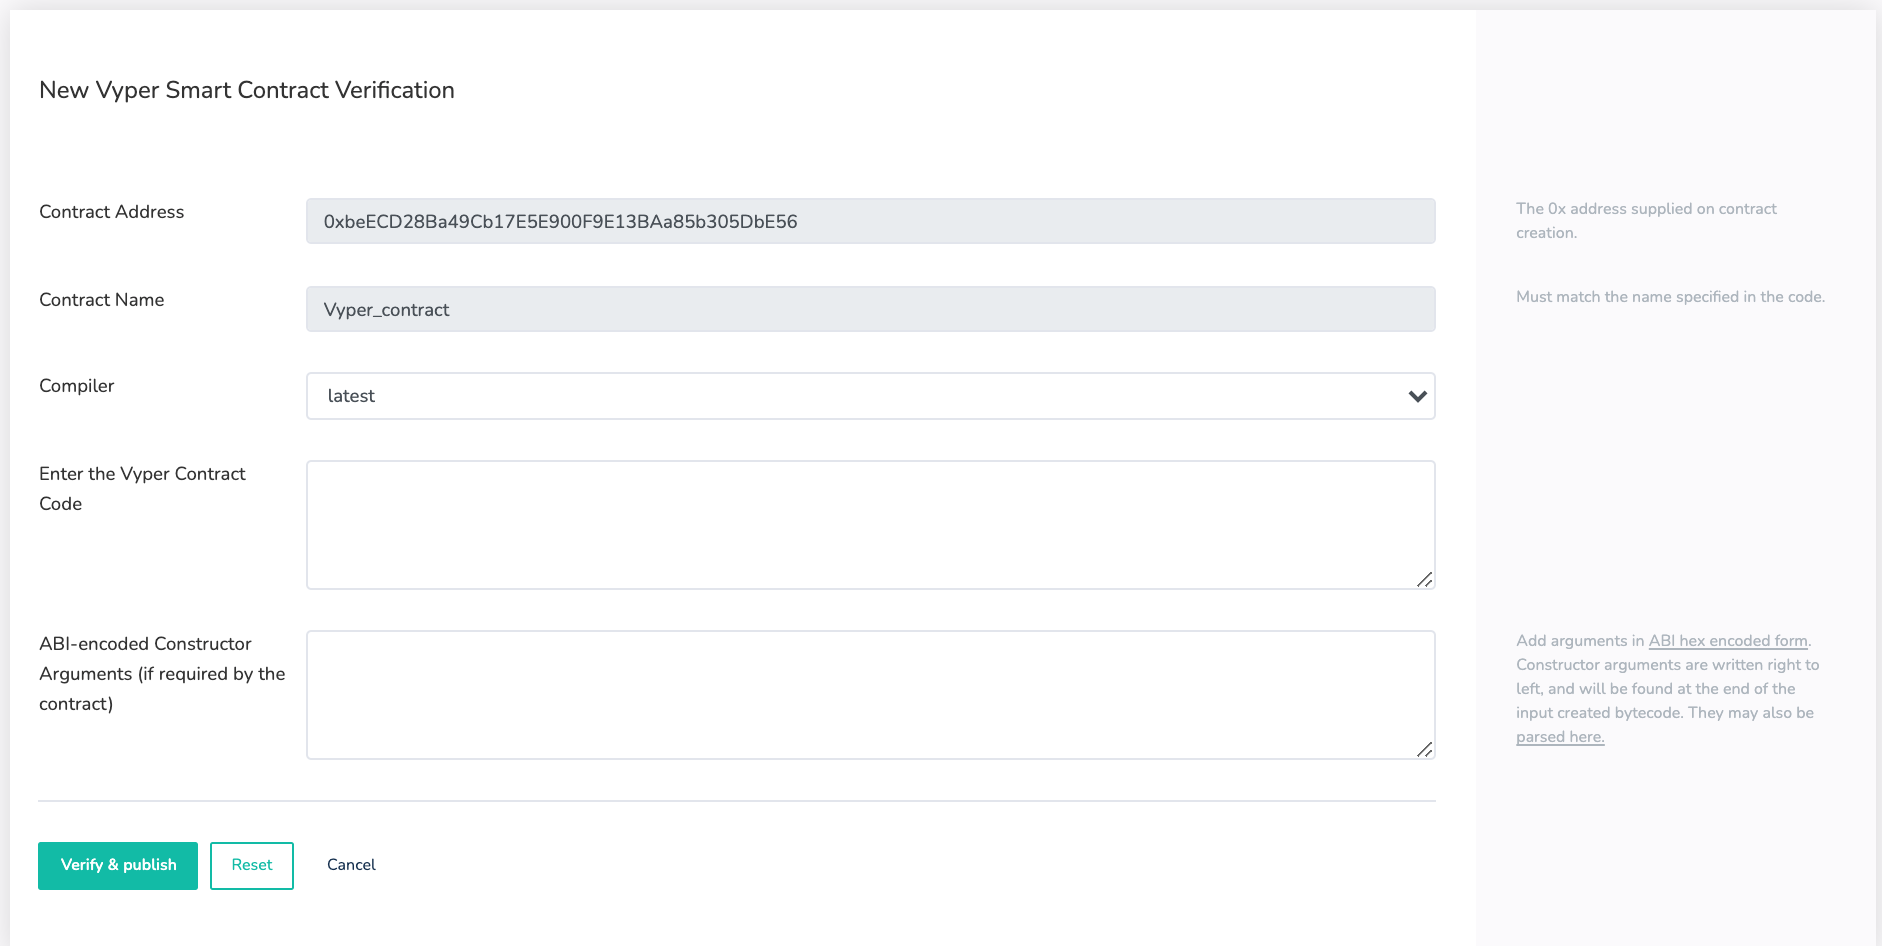 New Vyper Smart Contract Verification
Contract Address
0xbeECD28Ba49Cb17E5E900F9E13BAa85b305DbE56
The 0x address supplied on contract
creation.
Contract Name
Vyper_contract
Must match the name specified in the code.
Compiler
latest
Enter the Vyper Contract
Code
ABI-encoded Constructor
Arguments (if required by the
contract)
Add arguments in ABI hex encoded form.
Constructor arguments are written right to
left, and will be found at the end of the
input created bytecode. They may also be
parsed here.
Verify & publish
Reset
Cancel